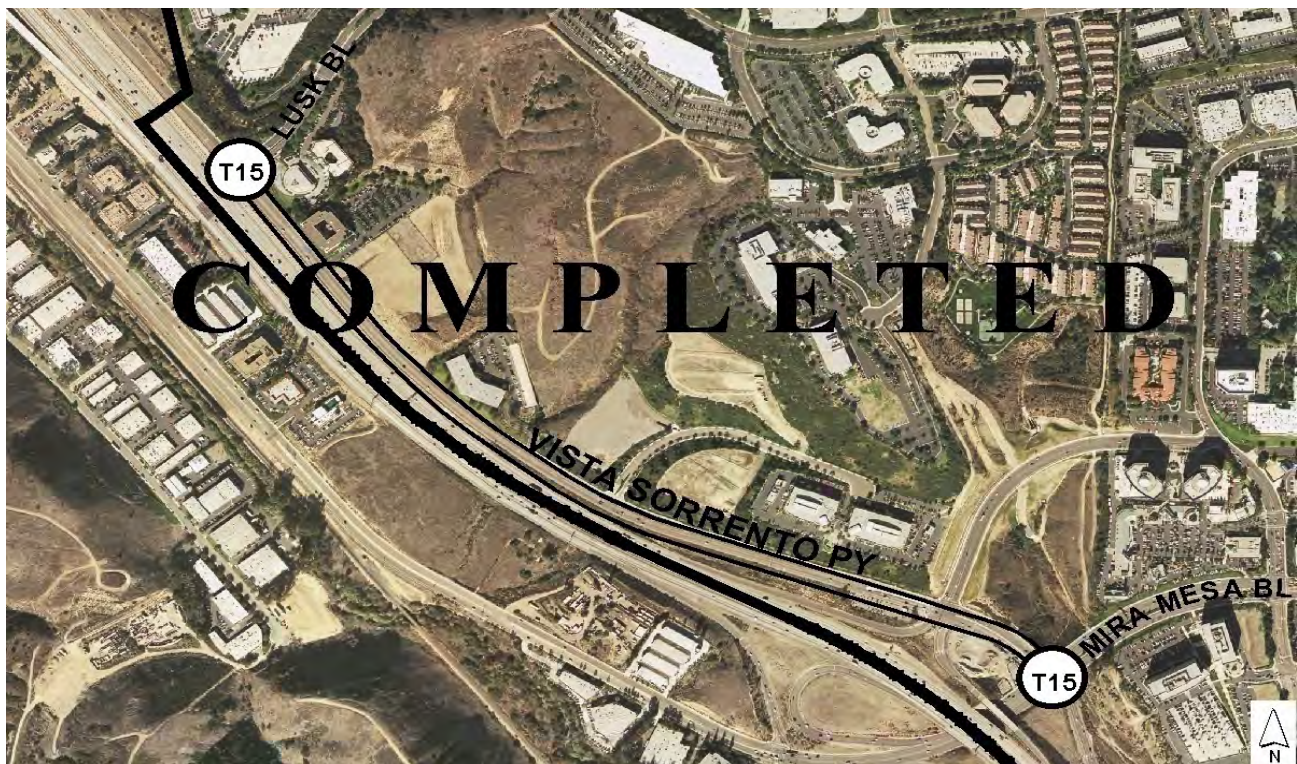 LUSK BL
T15
COMPLETED
VISTA SORRENTO PY
MIRA MESA BL
T15
N